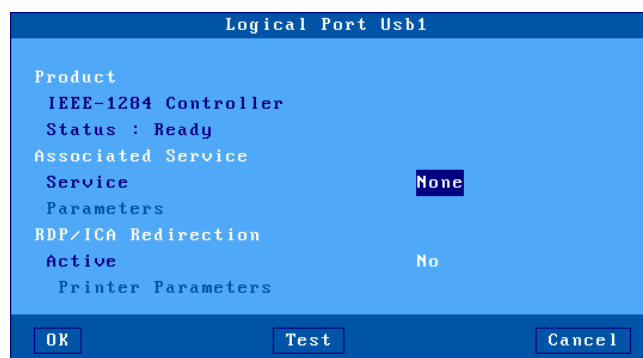 Logical Port Usb1
Product
IEEE-1284 Controller
Status : Ready
Associated Service
Service None
Parameters
RDP/ICA Redirection
Active No
Printer Parameters
OK Test Cancel